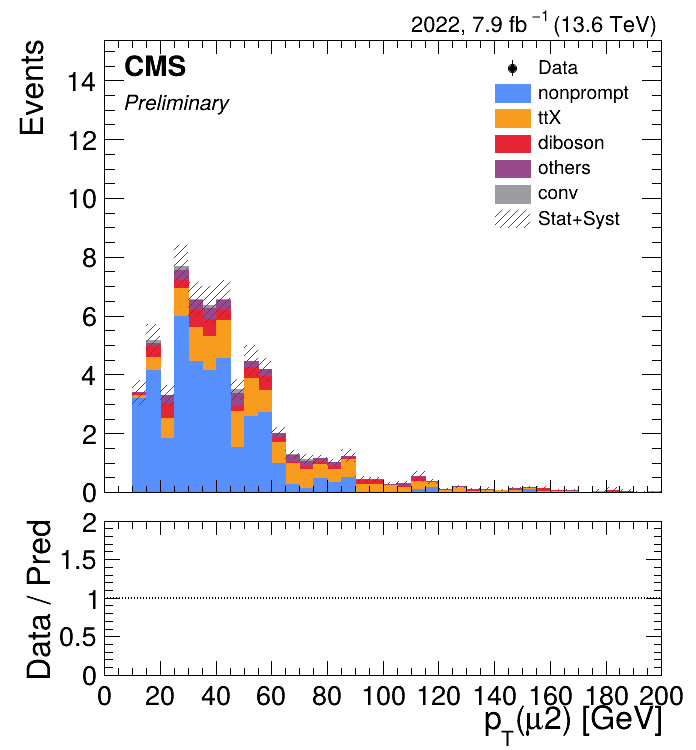 2022, 7.9 fb⁻¹ (13.6 TeV)
CMS
Preliminary
Events
14
12
10
8
6
4
2
0
Data
nonprompt
ttX
diboson
others
conv
Stat+Syst
Data / Pred
2
1.5
1
0.5
0
0 20 40 60 80 100 120 140 160 180 200
p_T(μ2) [GeV]